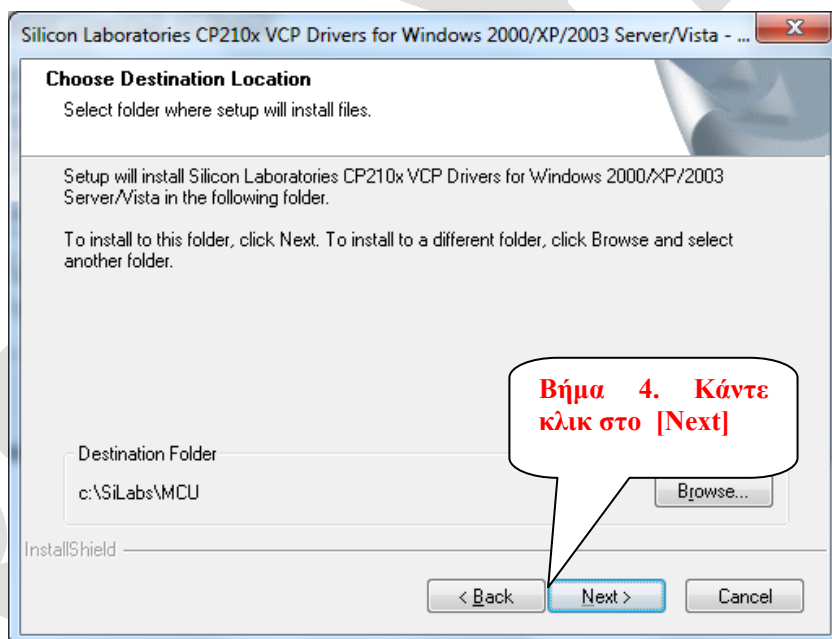 Silicon Laboratories CP210x VCP Drivers for Windows 2000/XP/2003 Server/Vista - ...
Choose Destination Location
Select folder where setup will install files.
Setup will install Silicon Laboratories CP210x VCP Drivers for Windows 2000/XP/2003
Server/Vista in the following folder.
To install to this folder, click Next. To install to a different folder, click Browse and select
another folder.
Βήμα 4. Κάντε
κλικ στο [Next]
Destination Folder
c:\SiLabs\MCU
Browse...
InstallShield
< Back
Next >
Cancel